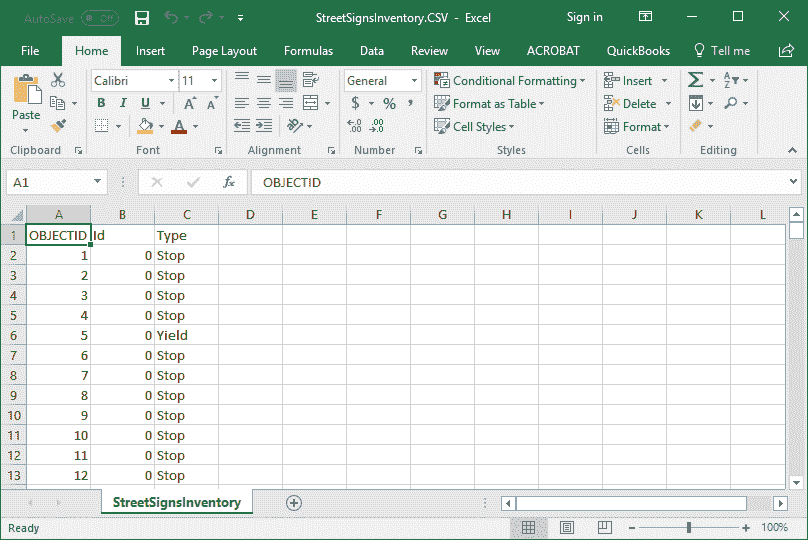 AutoSave Off StreetSignsInventory.CSV - Excel Sign in
File Home Insert Page Layout Formulas Data Review View ACROBAT QuickBooks Tell me
Paste
Calibri 11
B I U A A
A
General
$ % ,
Conditional Formatting
Format as Table
Cell Styles
Insert
Delete
Format
Clipboard Font Alignment Number Styles Cells Editing
A1 fx OBJECTID
A B C D E F G H I J K L
1 OBJECTID Id Type
2 1 0 Stop
3 2 0 Stop
4 3 0 Stop
5 4 0 Stop
6 5 0 Yield
7 6 0 Stop
8 7 0 Stop
9 8 0 Stop
10 9 0 Stop
11 10 0 Stop
12 11 0 Stop
13 12 0 Stop
StreetSignsInventory
Ready 100%